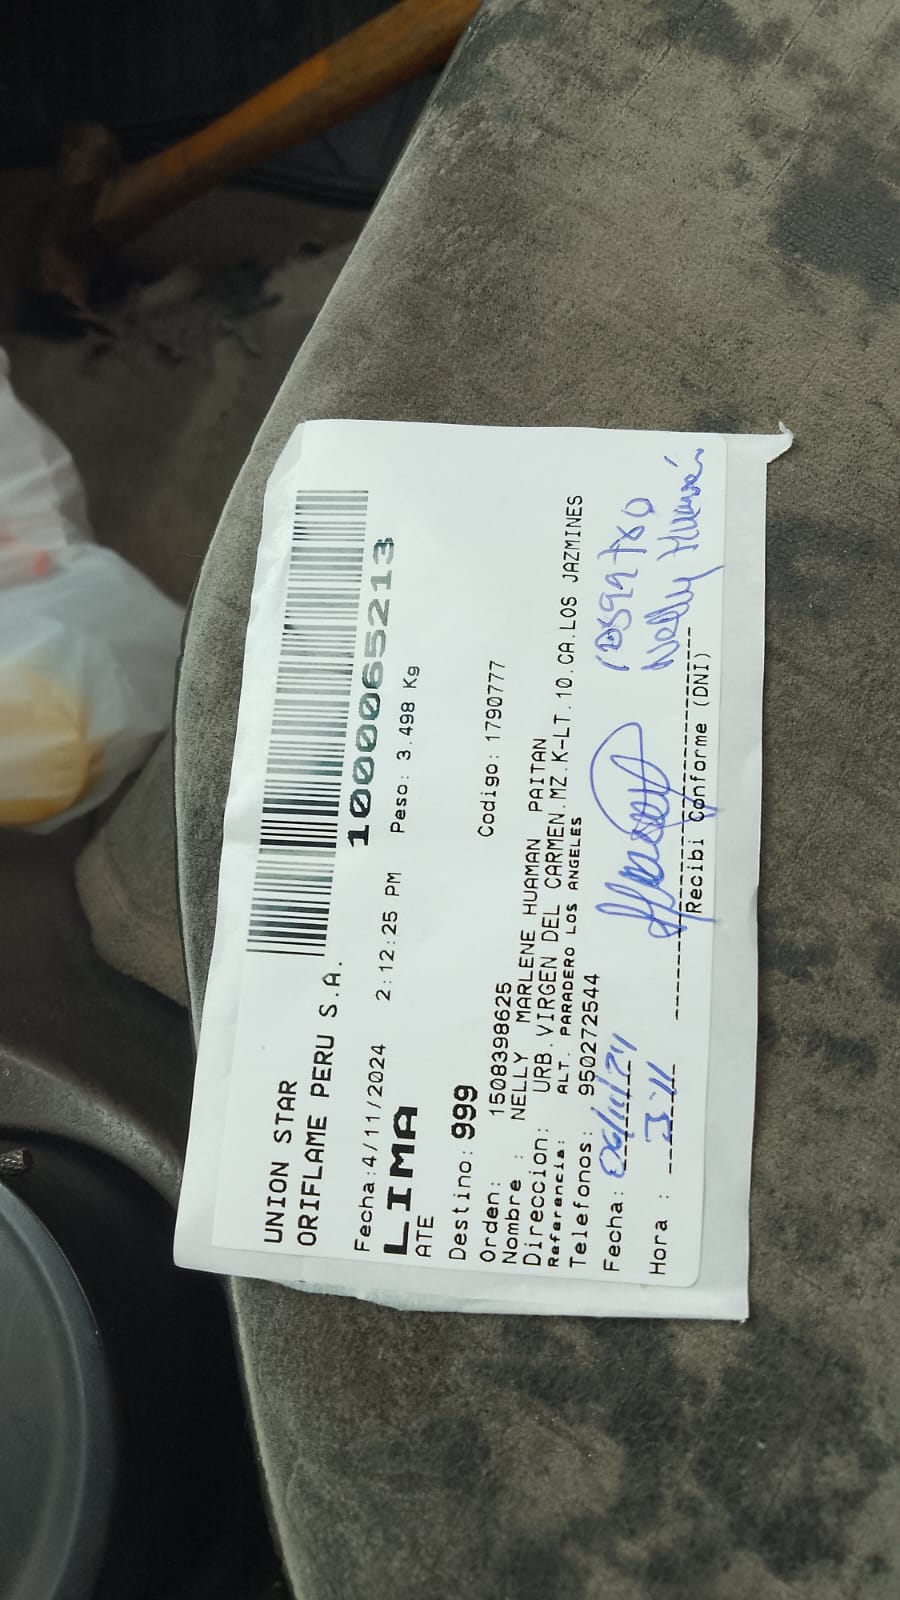 UNION STAR
ORIFLAME PERU S.A.
1000065213
Fecha:4/11/2024 2:12:25 PM Peso: 3.498 Kg
LIMA
ATE
Destino: 999
Orden: 1508398625 Codigo: 1790777
Nombre : NELLY MARLENE HUAMAN PAITAN
Direccion: URB.VIRGEN DEL CARMEN.MZ.K-LT.10.CA.LOS JAZMINES
Referencia: ALT. PARADERO LOS ANGELES
Telefonos: 950272544
Fecha: 06/11/24
Nelly Huamán
Hora :
Recibi Conforme (DNI)